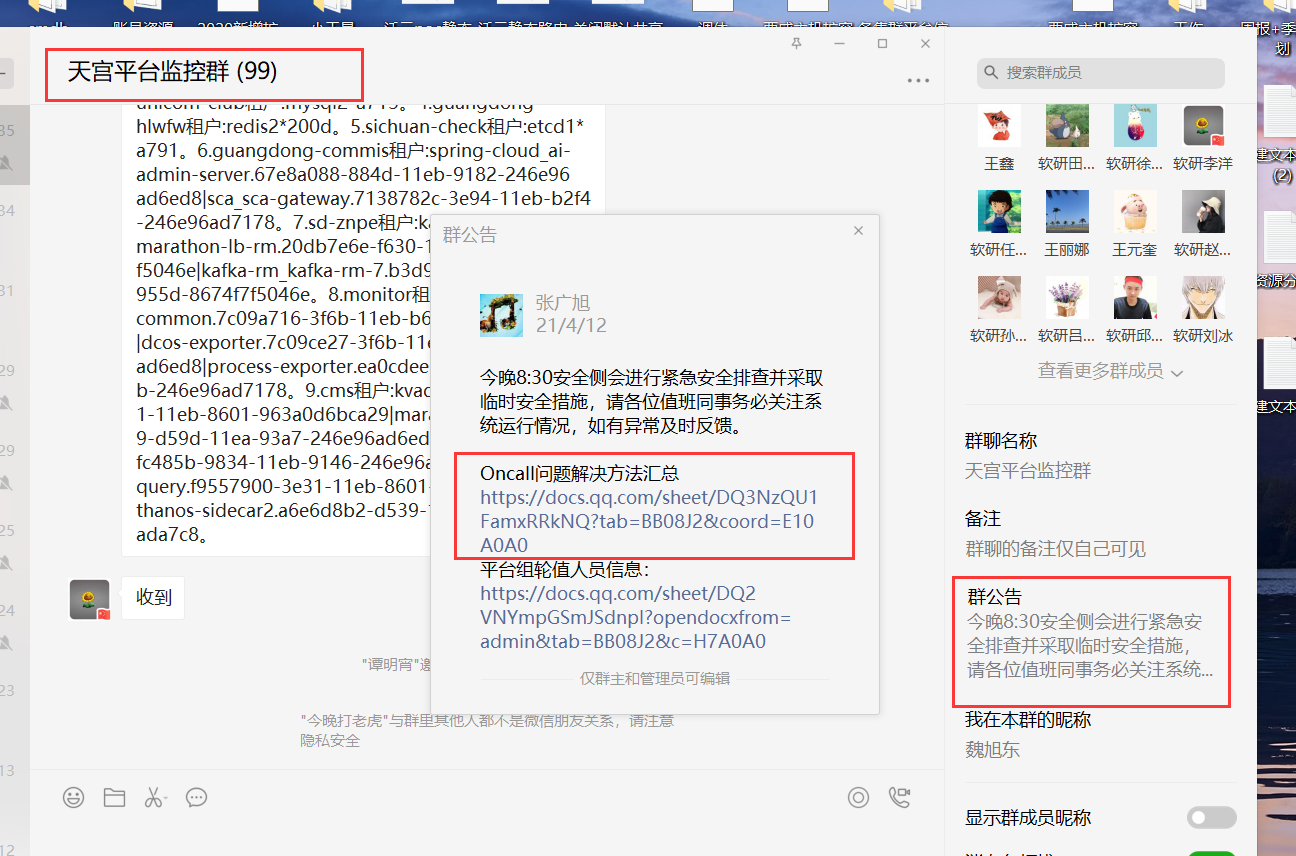 天宫平台监控群 (99)
unicom-club租户:mysql2*a715。4.guangdong-
hlwfw租户:redis2*200d。5.sichuan-check租户:etcd1*
a791。6.guangdong-commis租户:spring-cloud_ai-
admin-server.67e8a088-884d-11eb-9182-246e96
ad6ed8|sca_sca-gateway.7138782c-3e94-11eb-b2f4
-246e96ad7178。7.sd-znpe租户:k
marathon-lb-rm.20db7e6e-f630-1
f5046e|kafka-rm_kafka-rm-7.b3d9
955d-8674f7f5046e。8.monitor租
common.7c09a716-3f6b-11eb-b6
|dcos-exporter.7c09ce27-3f6b-11e
ad6ed8|process-exporter.ea0cdee
b-246e96ad7178。9.cms租户:kvac
1-11eb-8601-963a0d6bca29|mara
9-d59d-11ea-93a7-246e96ad6ed
fc485b-9834-11eb-9146-246e96a
query.f9557900-3e31-11eb-8601-
thanos-sidecar2.a6e6d8b2-d539-1
ada7c8。
收到
"谭明宵"邀
"今晚打老虎"与群里其他人都不是微信朋友关系，请注意
隐私安全
群公告
张广旭
21/4/12
今晚8:30安全侧会进行紧急安全排查并采取
临时安全措施，请各位值班同事务必关注系
统运行情况，如有异常及时反馈。
Oncall问题解决方法汇总
https://docs.qq.com/sheet/DQ3NzQU1
FamxRRkNQ?tab=BB08J2&coord=E10
A0A0
平台组轮值人员信息：
https://docs.qq.com/sheet/DQ2
VNYmpGSmJSdnpl?opendocxfrom=
admin&tab=BB08J2&c=H7A0A0
仅群主和管理员可编辑
搜索群成员
王鑫 软研田... 软研徐... 软研李洋
软研任... 王丽娜 王元奎 软研赵...
软研孙... 软研吕... 软研邱... 软研刘冰
查看更多群成员
群聊名称
天宫平台监控群
备注
群聊的备注仅自己可见
群公告
今晚8:30安全侧会进行紧急安
全排查并采取临时安全措施，
请各位值班同事务必关注系统...
我在本群的昵称
魏旭东
显示群成员昵称
周报+季
划
建文本
(2)
资源分
建文本